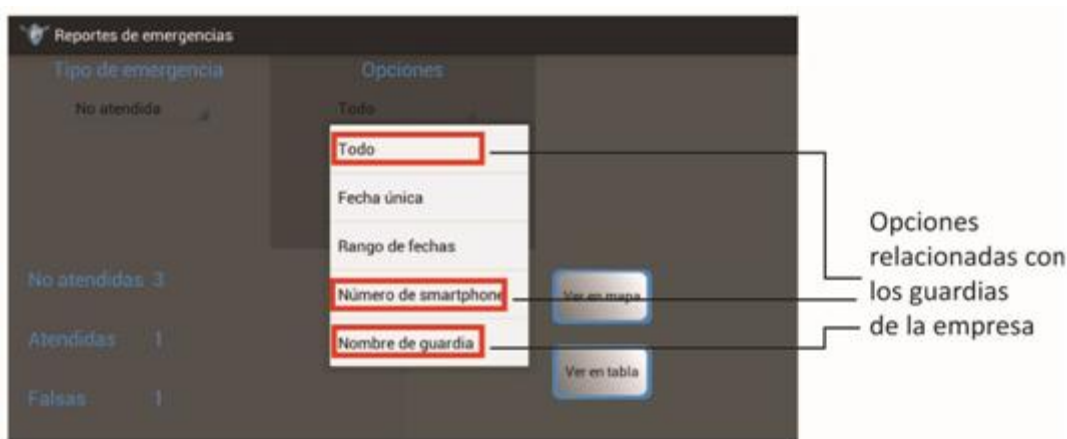 Reportes de emergencias
Tipo de emergencia
Opciones
No atendida
Todo
Todo
Fecha única
Rango de fechas
Número de smartphone
Nombre de guardia
No atendidas 3
Atendidas 1
Falsas 1
Ver en mapa
Ver en tabla
Opciones
relacionadas con
los guardias
de la empresa